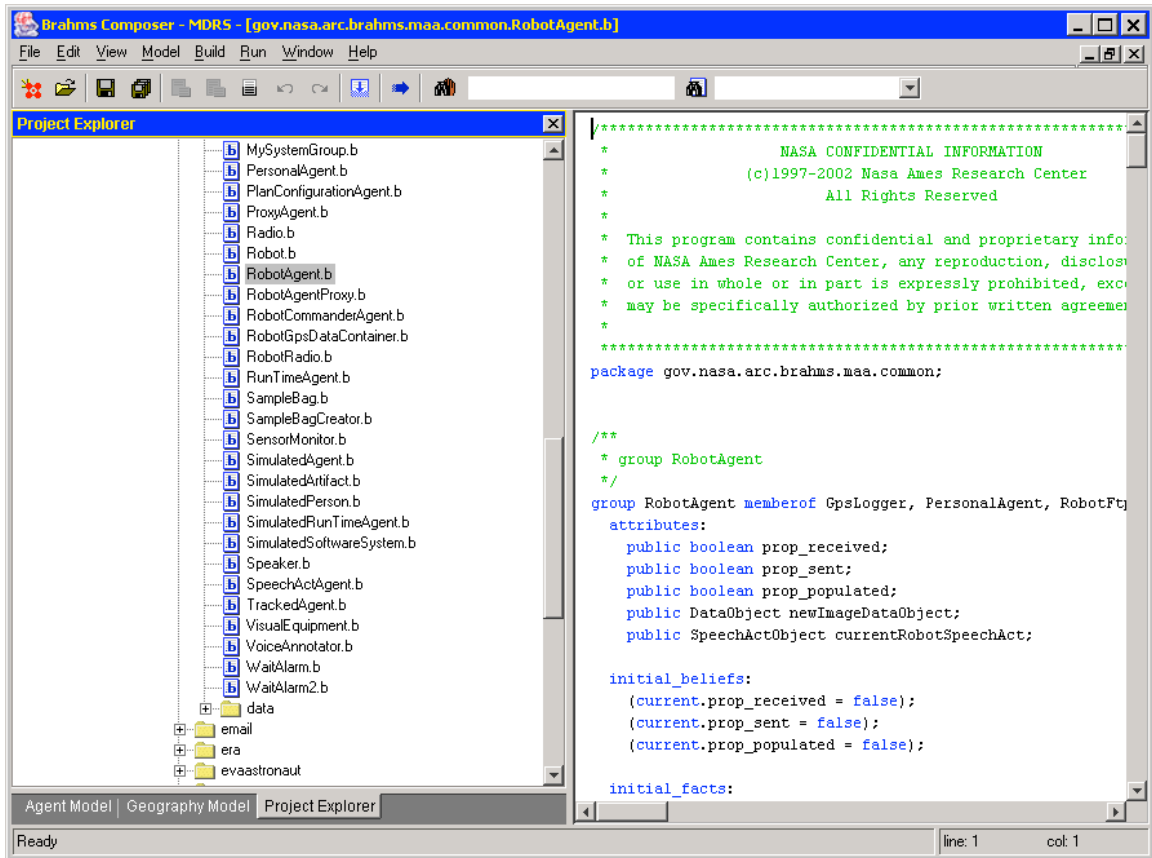 Brahms Composer - MDRS - [gov.nasa.arc.brahms.maa.common.RobotAgent.b]
File Edit View Model Build Run Window Help
Project Explorer
MySystemGroup.b
PersonalAgent.b
PlanConfigurationAgent.b
ProxyAgent.b
Radio.b
Robot.b
RobotAgent.b
RobotAgentProxy.b
RobotCommanderAgent.b
RobotGpsDataContainer.b
RobotRadio.b
RunTimeAgent.b
SampleBag.b
SampleBagCreator.b
SensorMonitor.b
SimulatedAgent.b
SimulatedArtifact.b
SimulatedPerson.b
SimulatedRunTimeAgent.b
SimulatedSoftwareSystem.b
Speaker.b
SpeechActAgent.b
TrackedAgent.b
VisualEquipment.b
VoiceAnnotator.b
WaitAlarm.b
WaitAlarm2.b
data
email
era
evaastronaut
Agent Model | Geography Model Project Explorer
/***********************************************************
* NASA CONFIDENTIAL INFORMATION
* (c)1997-2002 Nasa Ames Research Center
* All Rights Reserved
*
* This program contains confidential and proprietary info
* of NASA Ames Research Center, any reproduction, disclos
* or use in whole or in part is expressly prohibited, exc
* may be specifically authorized by prior written agreeme
*
***********************************************************
package gov.nasa.arc.brahms.maa.common;
/**
* group RobotAgent
*/
group RobotAgent memberof GpsLogger, PersonalAgent, RobotFtp
attributes:
public boolean prop_received;
public boolean prop_sent;
public boolean prop_populated;
public DataObject newImageDataObject;
public SpeechActObject currentRobotSpeechAct;
initial_beliefs:
(current.prop_received = false);
(current.prop_sent = false);
(current.prop_populated = false);
initial_facts:
Ready
line: 1 col: 1